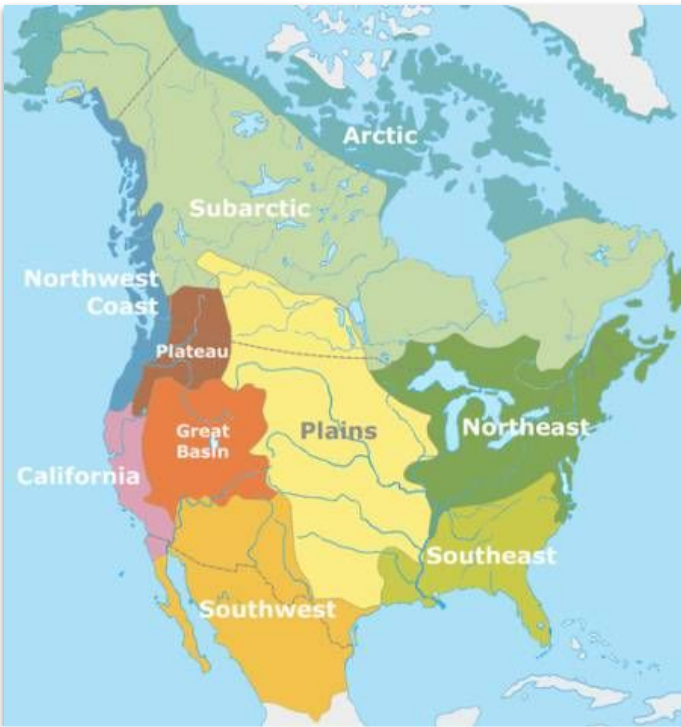 Arctic
Subarctic
Northwest
Coast
Plateau
Great
Basin
Plains
Northeast
California
Southeast
Southwest